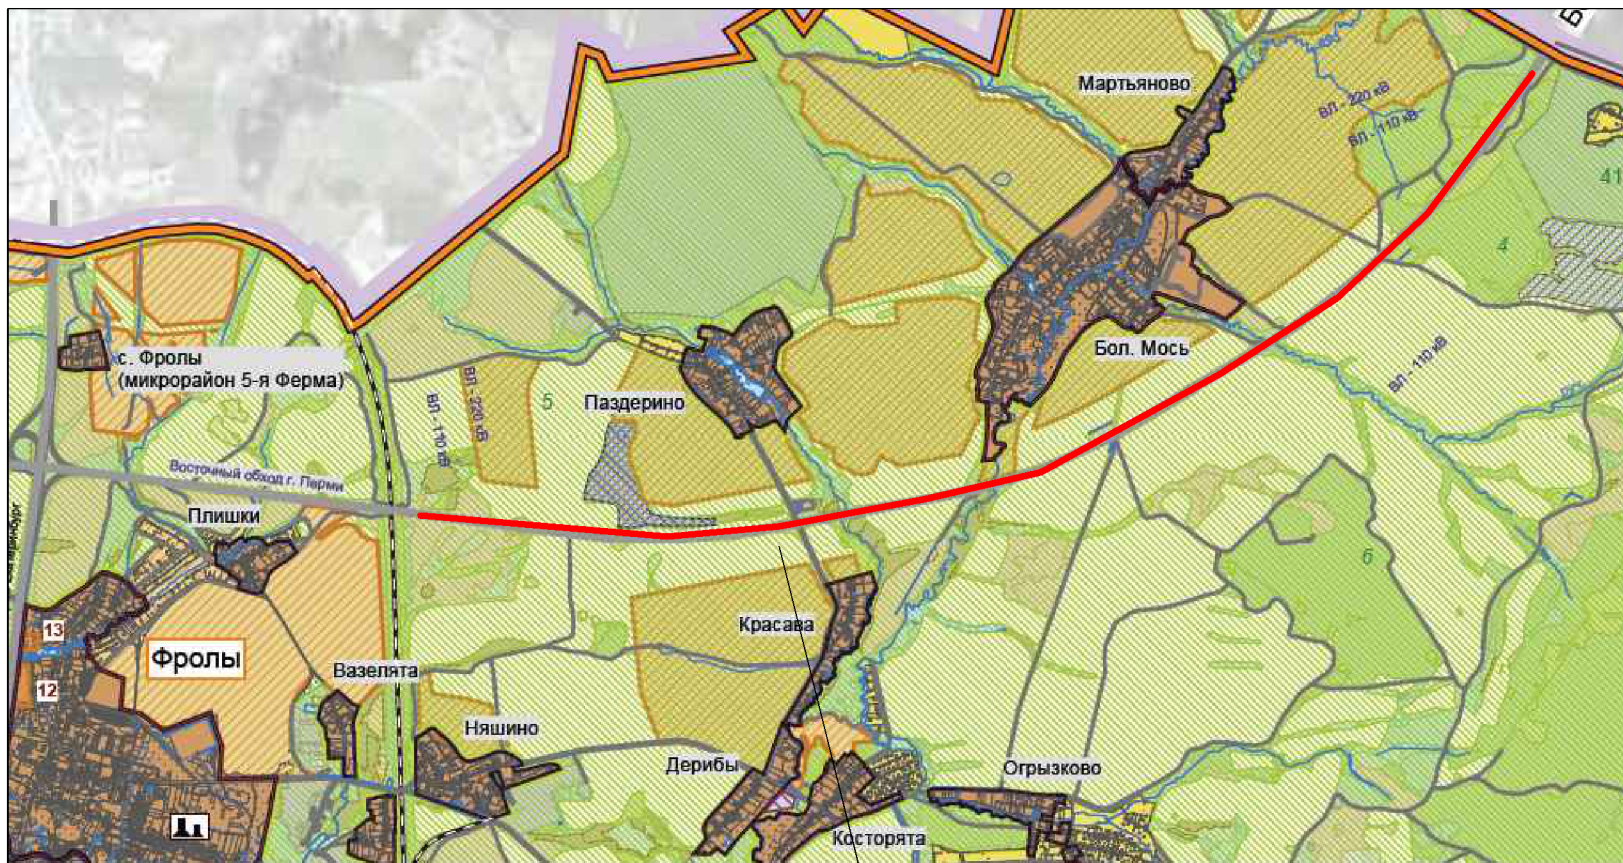 Мартьяново
ВЛ - 220 кВ
ВЛ - 110 кВ
41
4
с. Фролы
(микрорайон 5-я Ферма)
Бол. Мось
ВЛ - 110 кВ
Паздерино
5
ВЛ - 110 кВ
ВЛ - 220 кВ
Восточный обход г. Перми
Плишки
6
13
Красава
Фролы
Вазелята
12
Няшино
Дерибы
Огрызково
Косторята